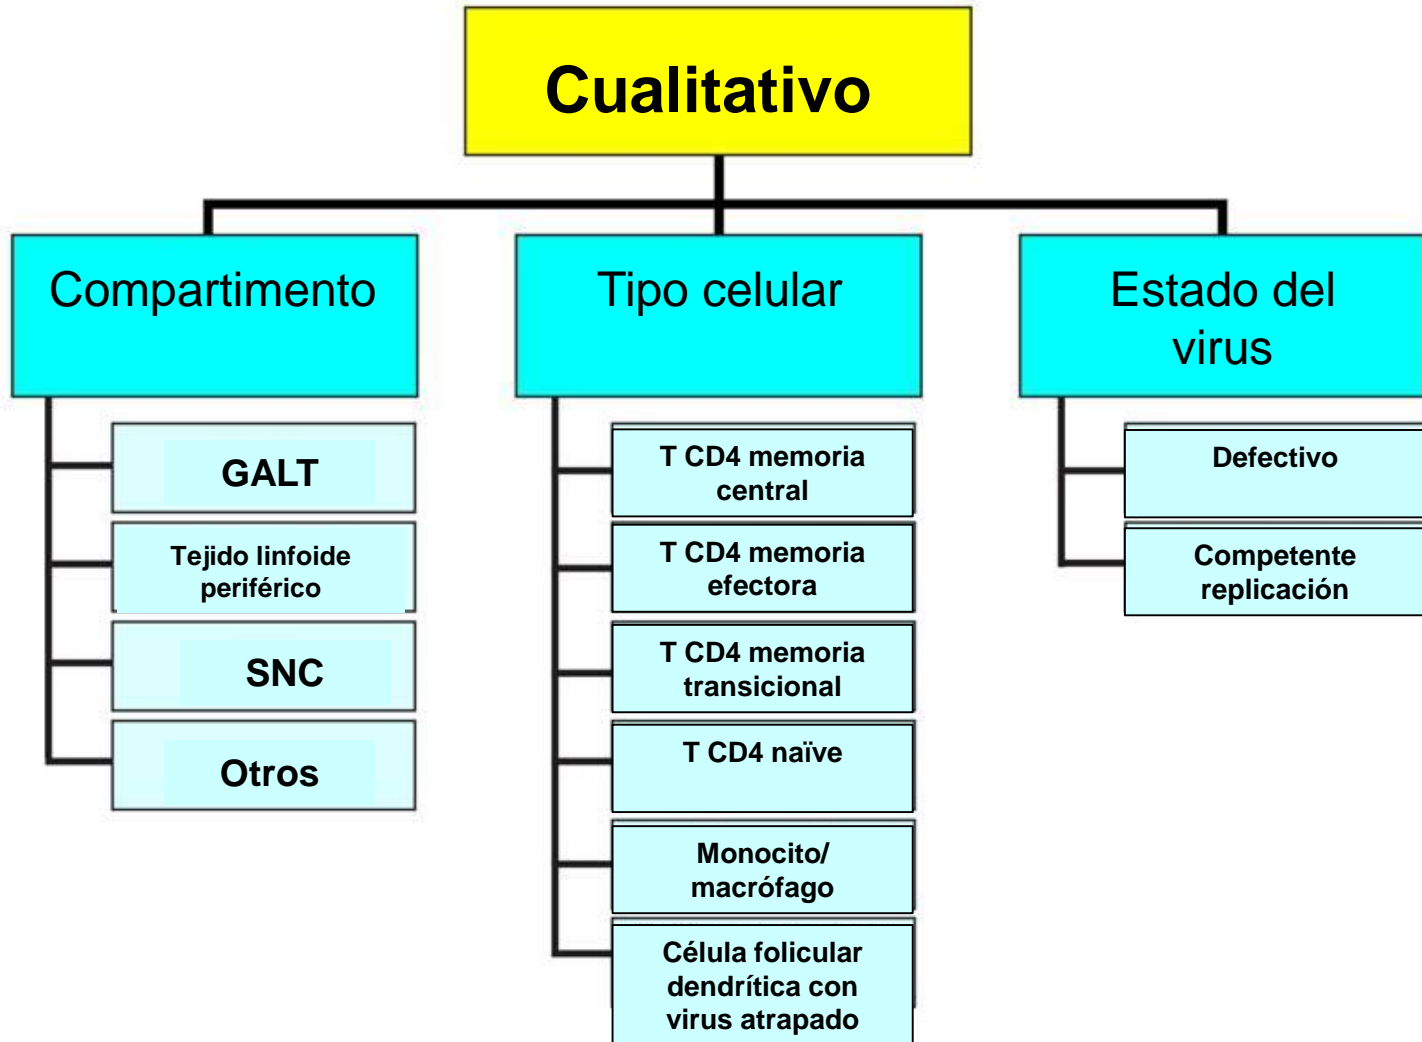 Cualitativo
Compartimento
GALT
Tejido linfoide
periférico
SNC
Otros
Tipo celular
T CD4 memoria
central
T CD4 memoria
efectora
T CD4 memoria
transicional
T CD4 naïve
Monocito/
macrófago
Célula folicular
dendrítica con
virus atrapado
Estado del
virus
Defectivo
Competente
replicación